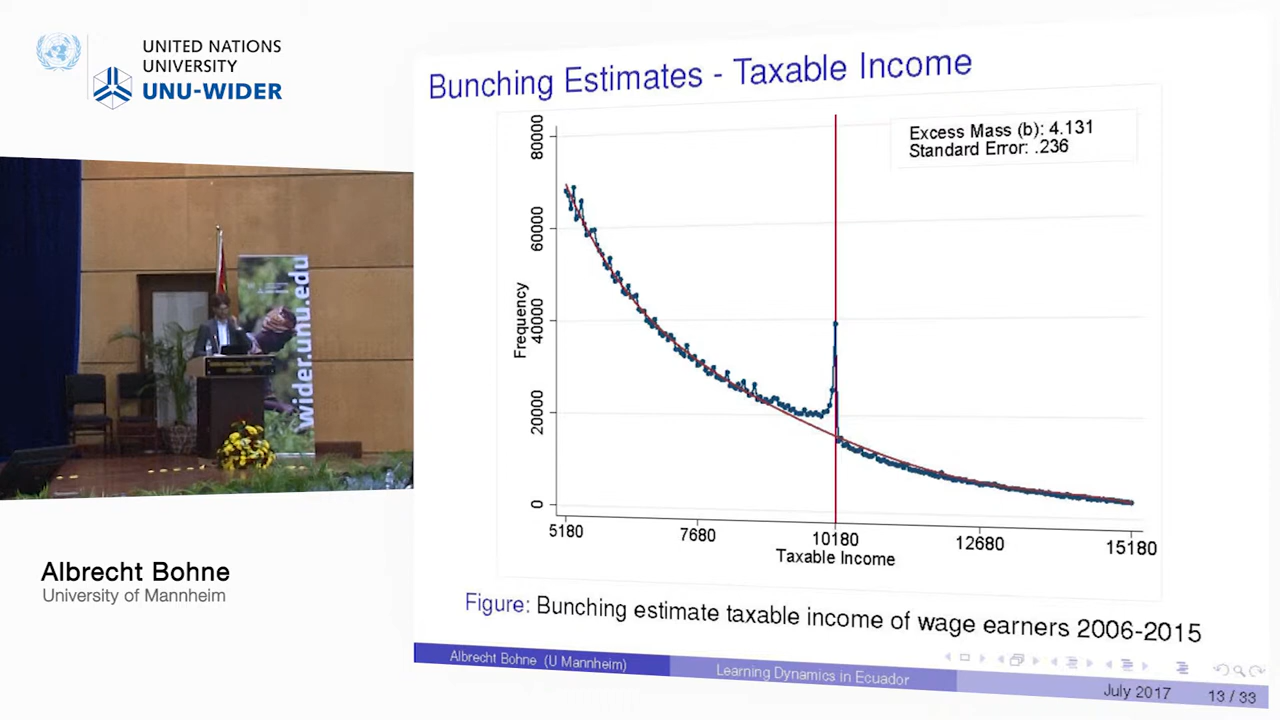 UNITED NATIONS
UNIVERSITY
UNU-WIDER
wider.unu.edu
Albrecht Bohne
University of Mannheim
Bunching Estimates - Taxable Income
Excess Mass (b): 4.131
Standard Error: .236
Frequency
80000
60000
40000
20000
0
5180
7680
10180
12680
15180
Taxable Income
Figure: Bunching estimate taxable income of wage earners 2006-2015
Albrecht Bohne (U Mannheim)
Learning Dynamics in Ecuador
July 2017
13 / 33